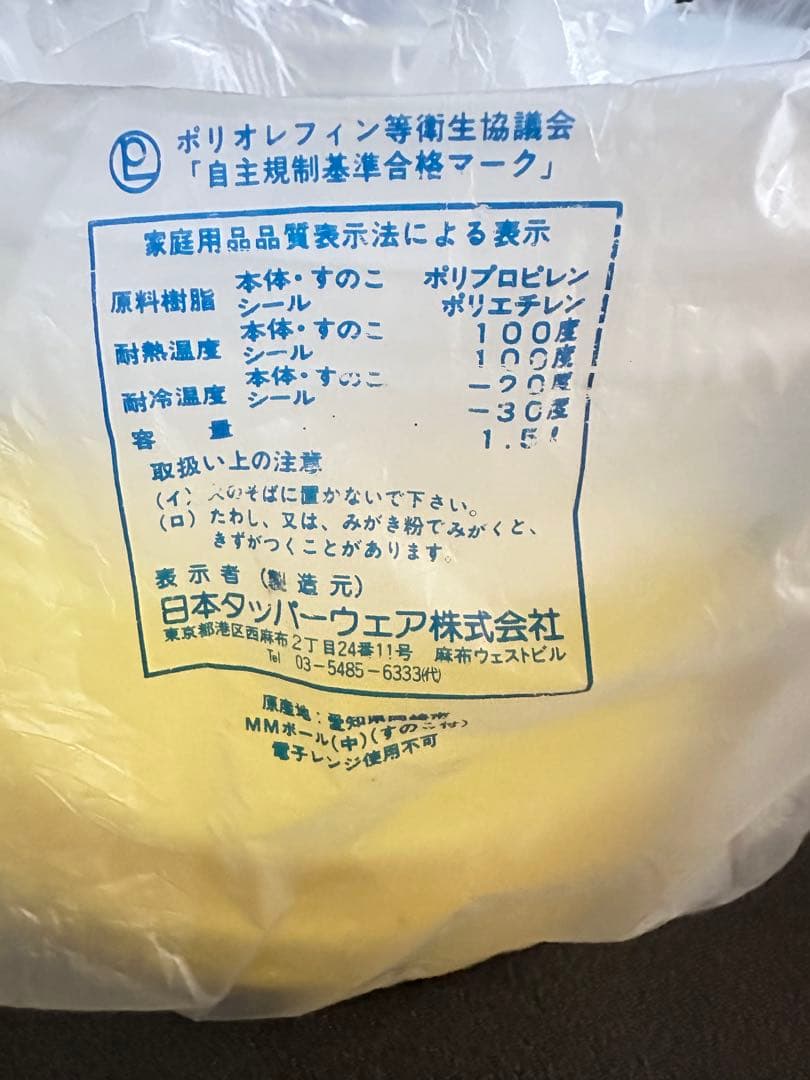 ポリオレフィン等衛生協議会
「自主規制基準合格マーク」
家庭用品品質表示法による表示
原料樹脂 本体・すのこ ポリプロピレン
シール ポリエチレン
耐熱温度 本体・すのこ 100度
シール 100度
耐冷温度 本体・すのこ -20度
シール -30度
容量 1.5l
取扱い上の注意
(イ) のそばに置かないで下さい。
(ロ) たわし、又は、みがき粉でみがくと、
きずがつくことがあります。
表示者(製造元)
日本タッパーウェア株式会社
東京都港区西麻布2丁目24番11号 麻布ウェストビル
Tel 03-5485-6333(代)
原産地:愛知県岡崎市
MMボール(中)(すのこ付)
電子レンジ使用不可